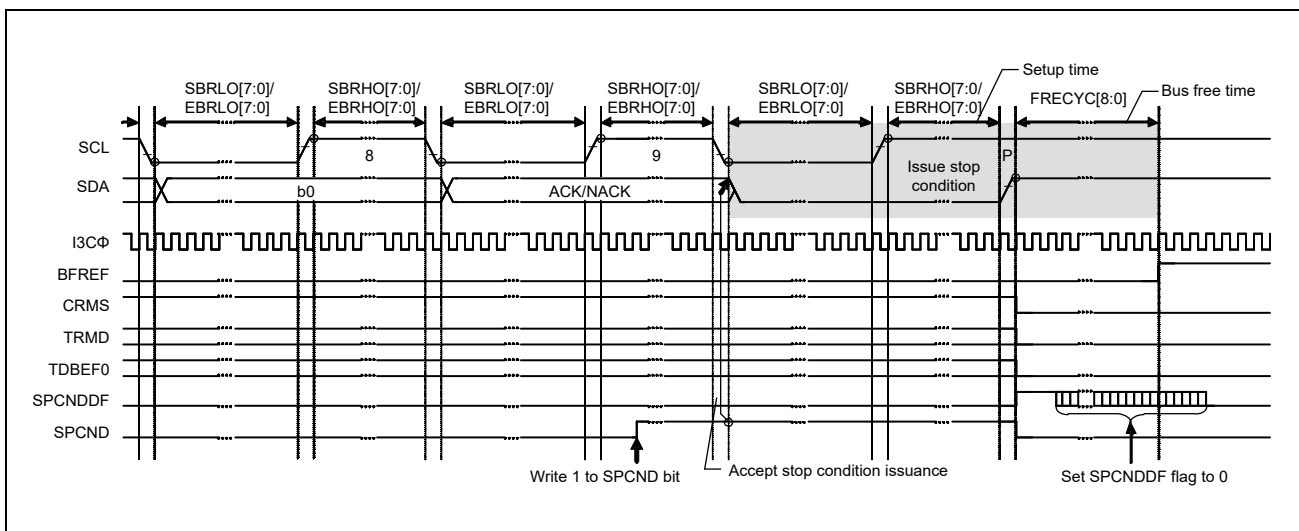 Setup time
SBRLO[7:0]/
EBRLO[7:0]/
SBRHO[7:0]/
EBRHO[7:0]/
SBRLO[7:0]/
EBRLO[7:0]/
SBRHO[7:0]/
EBRHO[7:0]/
SBRLO[7:0]/
EBRLO[7:0]/
SBRHO[7:0]/
EBRHO[7:0]/
FRECYC[8:0]
Bus free time
SCL
8
9
Issue stop
condition
P
SDA
b0
ACK/NACK
I3CΦ
BFREF
CRMS
TRMD
TDBEF0
SPCNDDF
SPCND
Write 1 to SPCND bit
Accept stop condition issuance
Set SPCNDDF flag to 0